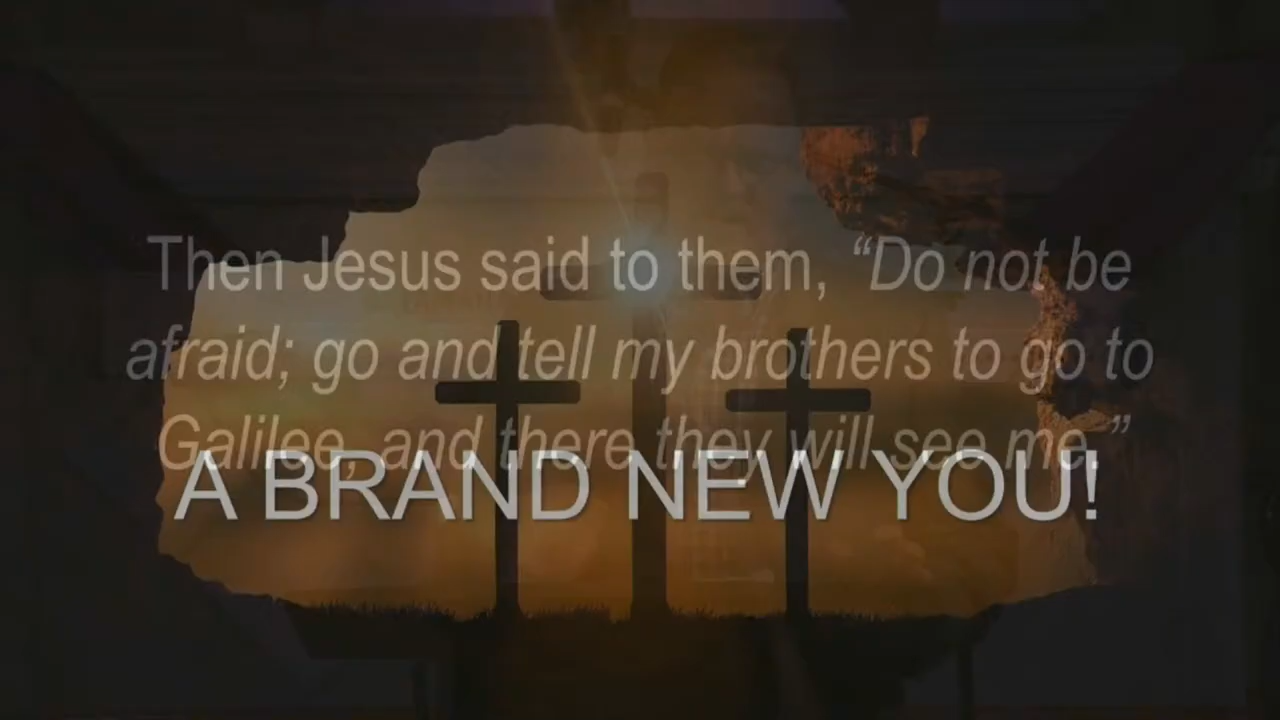 Then Jesus said to them, “Do not be
afraid; go and tell my brothers to go to
Galilee, and there they will see me.”
A BRAND NEW YOU!